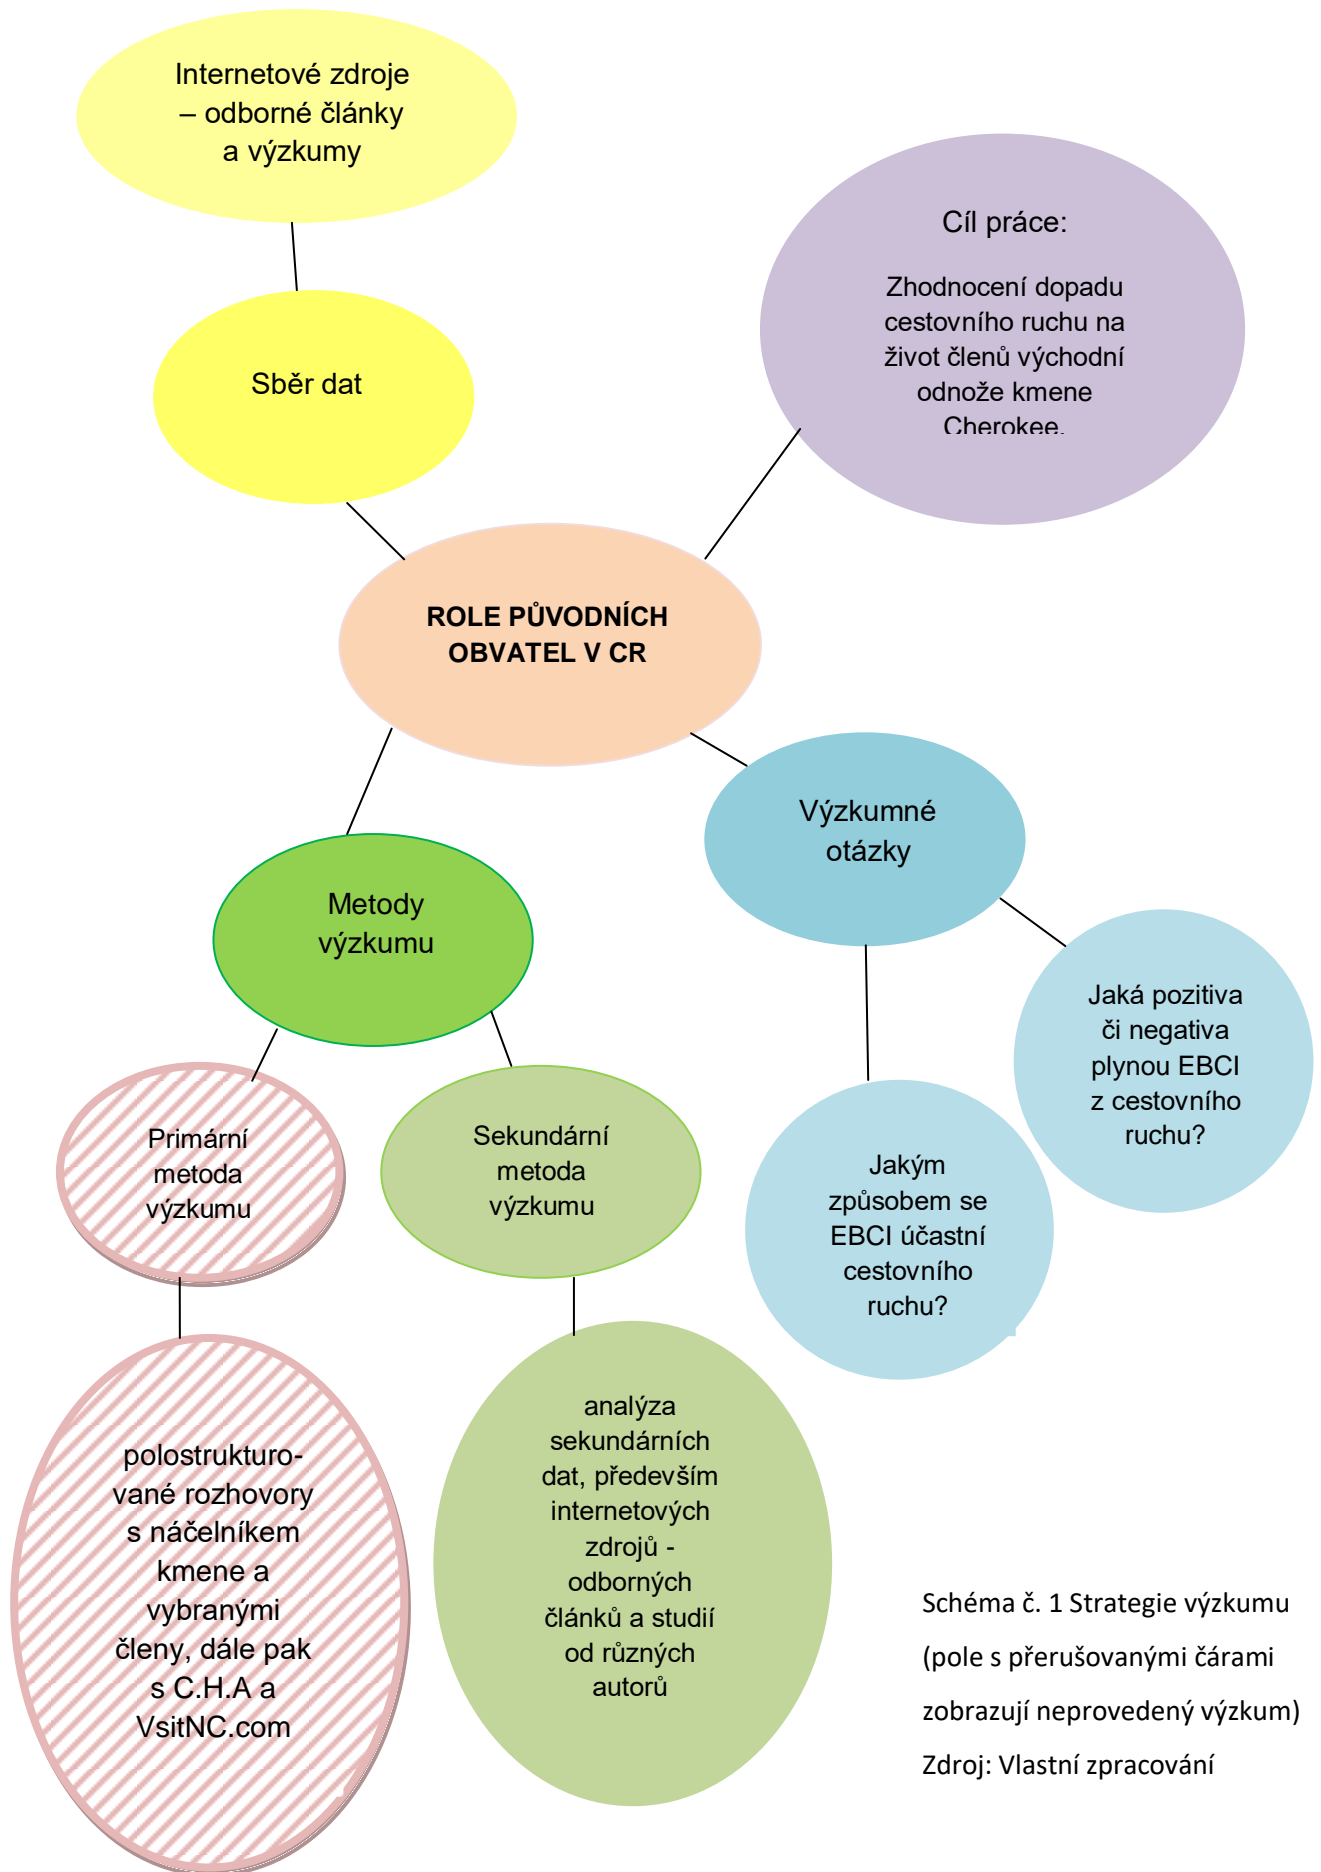 Internetové zdroje
– odborné články
a výzkumy
Cíl práce:
Zhodnocení dopadu
cestovního ruchu na
život členů východní
odnože kmene
Cherokee.
Sběr dat
ROLE PŮVODNÍCH
OBVATEL V CR
Výzkumné
otázky
Metody
výzkumu
Jaká pozitiva
či negativa
plynou EBCI
z cestovního
ruchu?
Primární
metoda
výzkumu
Sekundární
metoda
výzkumu
Jakým
způsobem se
EBCI účastní
cestovního
ruchu?
polostrukturo-
vané rozhovory
s náčelníkem
kmene a
vybranými
členy, dále pak
s C.H.A a
VsitNC.com
analýza
sekundárních
dat, především
internetových
zdrojů -
odborných
článků a studií
od různých
autorů
Schéma č. 1 Strategie výzkumu
(pole s přerušovanými čárami
zobrazují neprovedený výzkum)
Zdroj: Vlastní zpracování